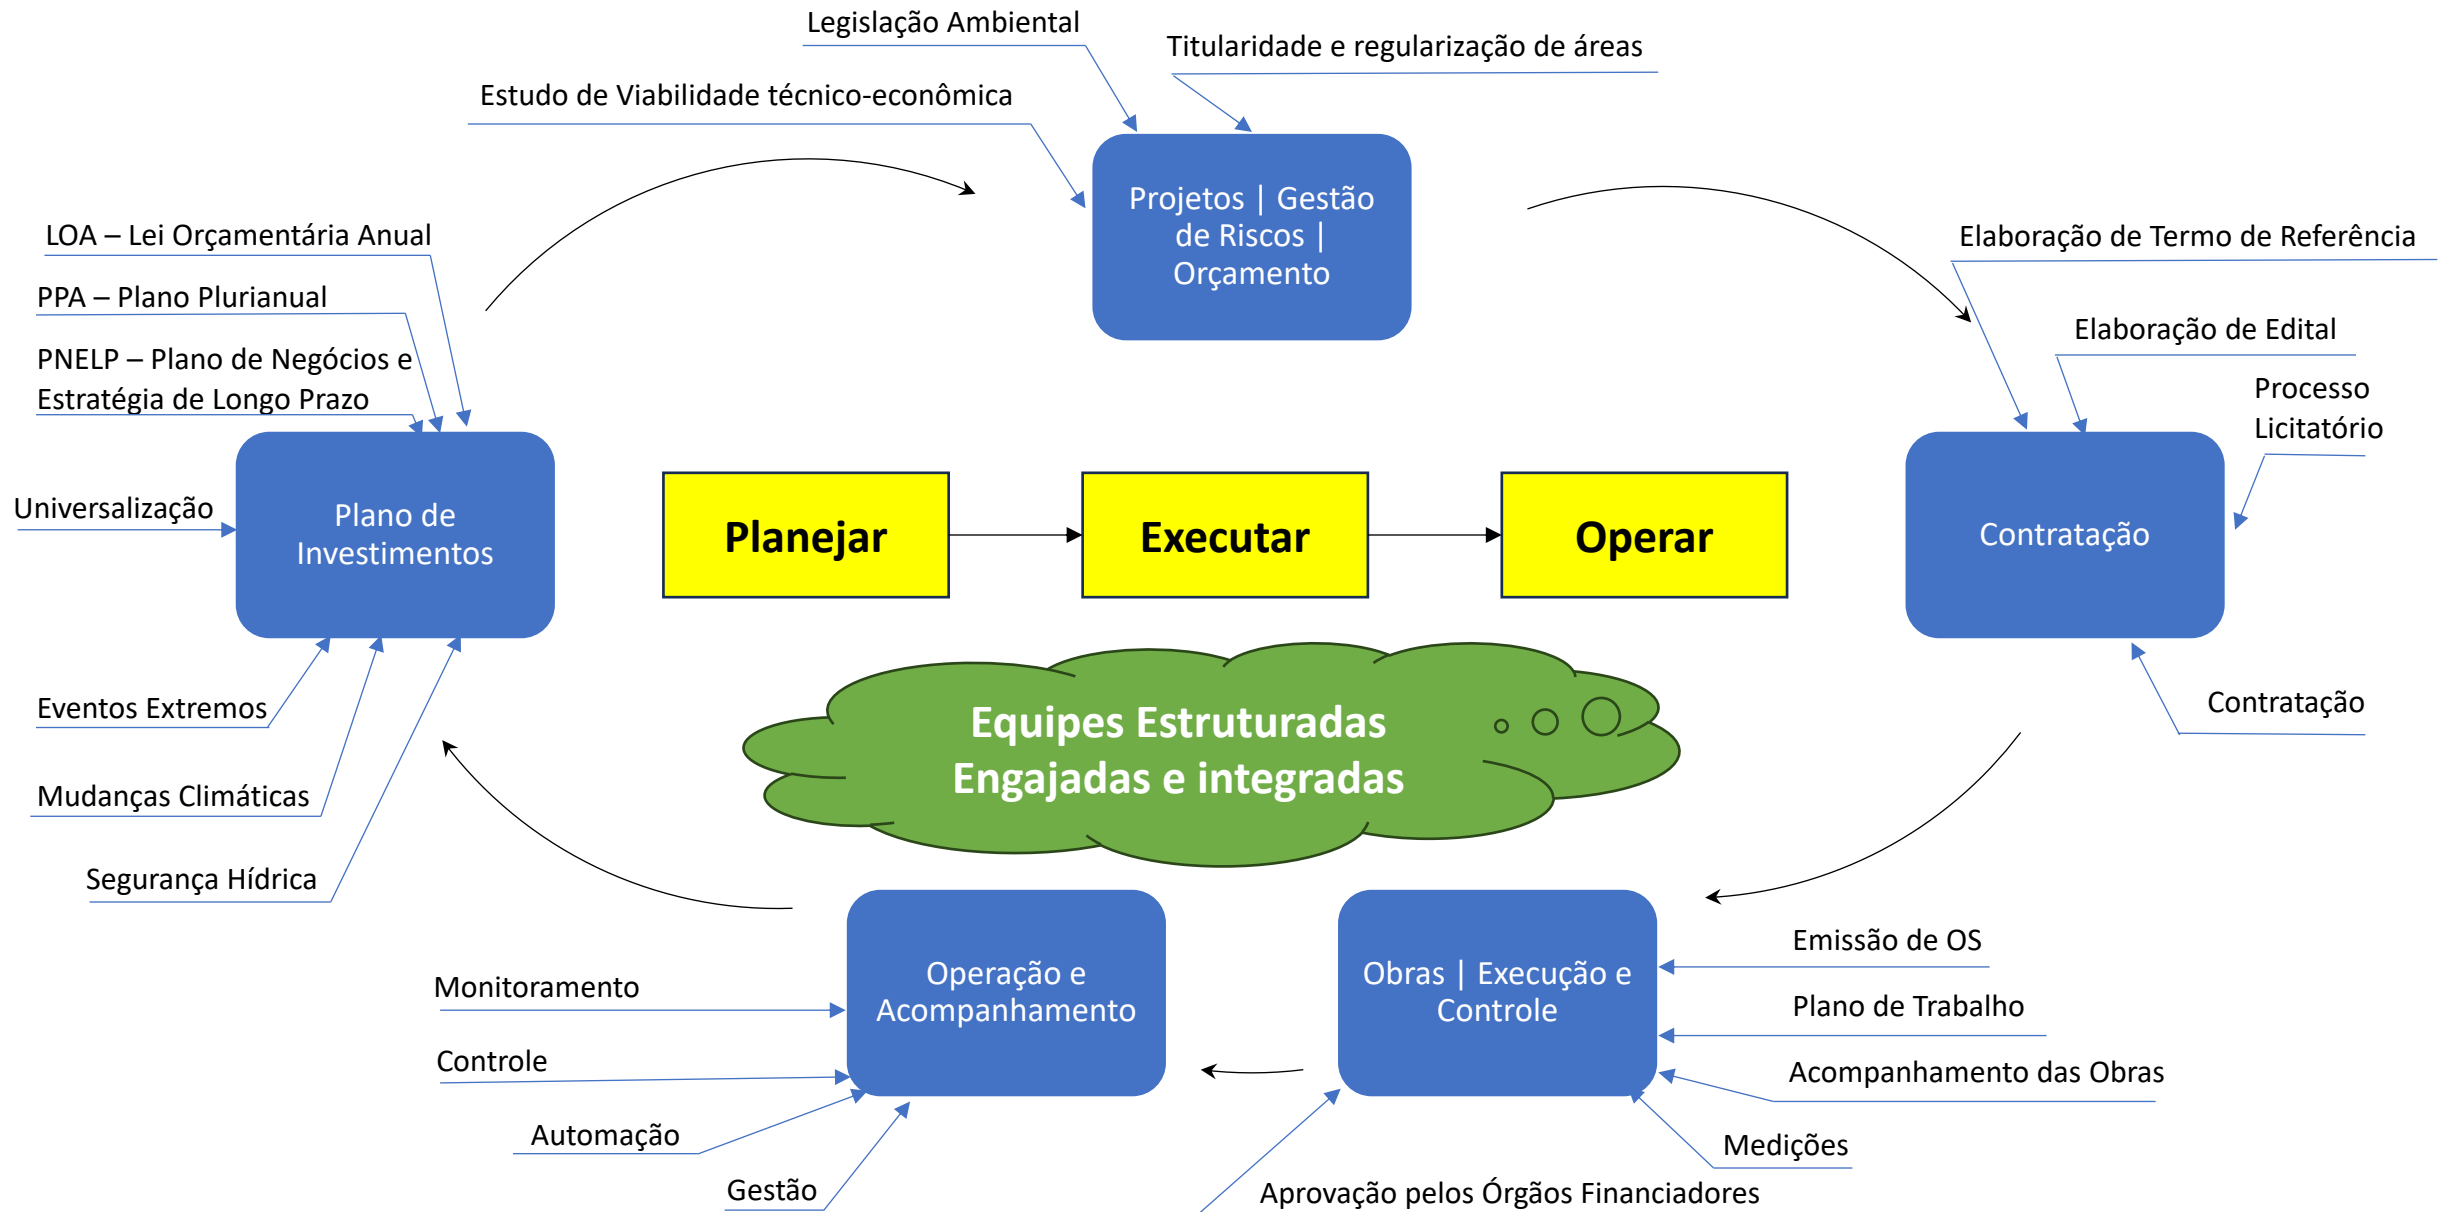 Legislação Ambiental
Titularidade e regularização de áreas
Estudo de Viabilidade técnico-econômica
Projetos | Gestão
de Riscos |
Orçamento
LOA – Lei Orçamentária Anual
PPA – Plano Plurianual
PNELP – Plano de Negócios e
Estratégia de Longo Prazo
Universalização
Plano de
Investimentos
Eventos Extremos
Mudanças Climáticas
Segurança Hídrica
Planejar
Executar
Operar
Elaboração de Termo de Referência
Elaboração de Edital
Processo
Licitatório
Contratação
Contratação
Equipes Estruturadas
Engajadas e integradas
Operação e
Acompanhamento
Monitoramento
Controle
Automação
Gestão
Obras | Execução e
Controle
Emissão de OS
Plano de Trabalho
Acompanhamento das Obras
Medições
Aprovação pelos Órgãos Financiadores